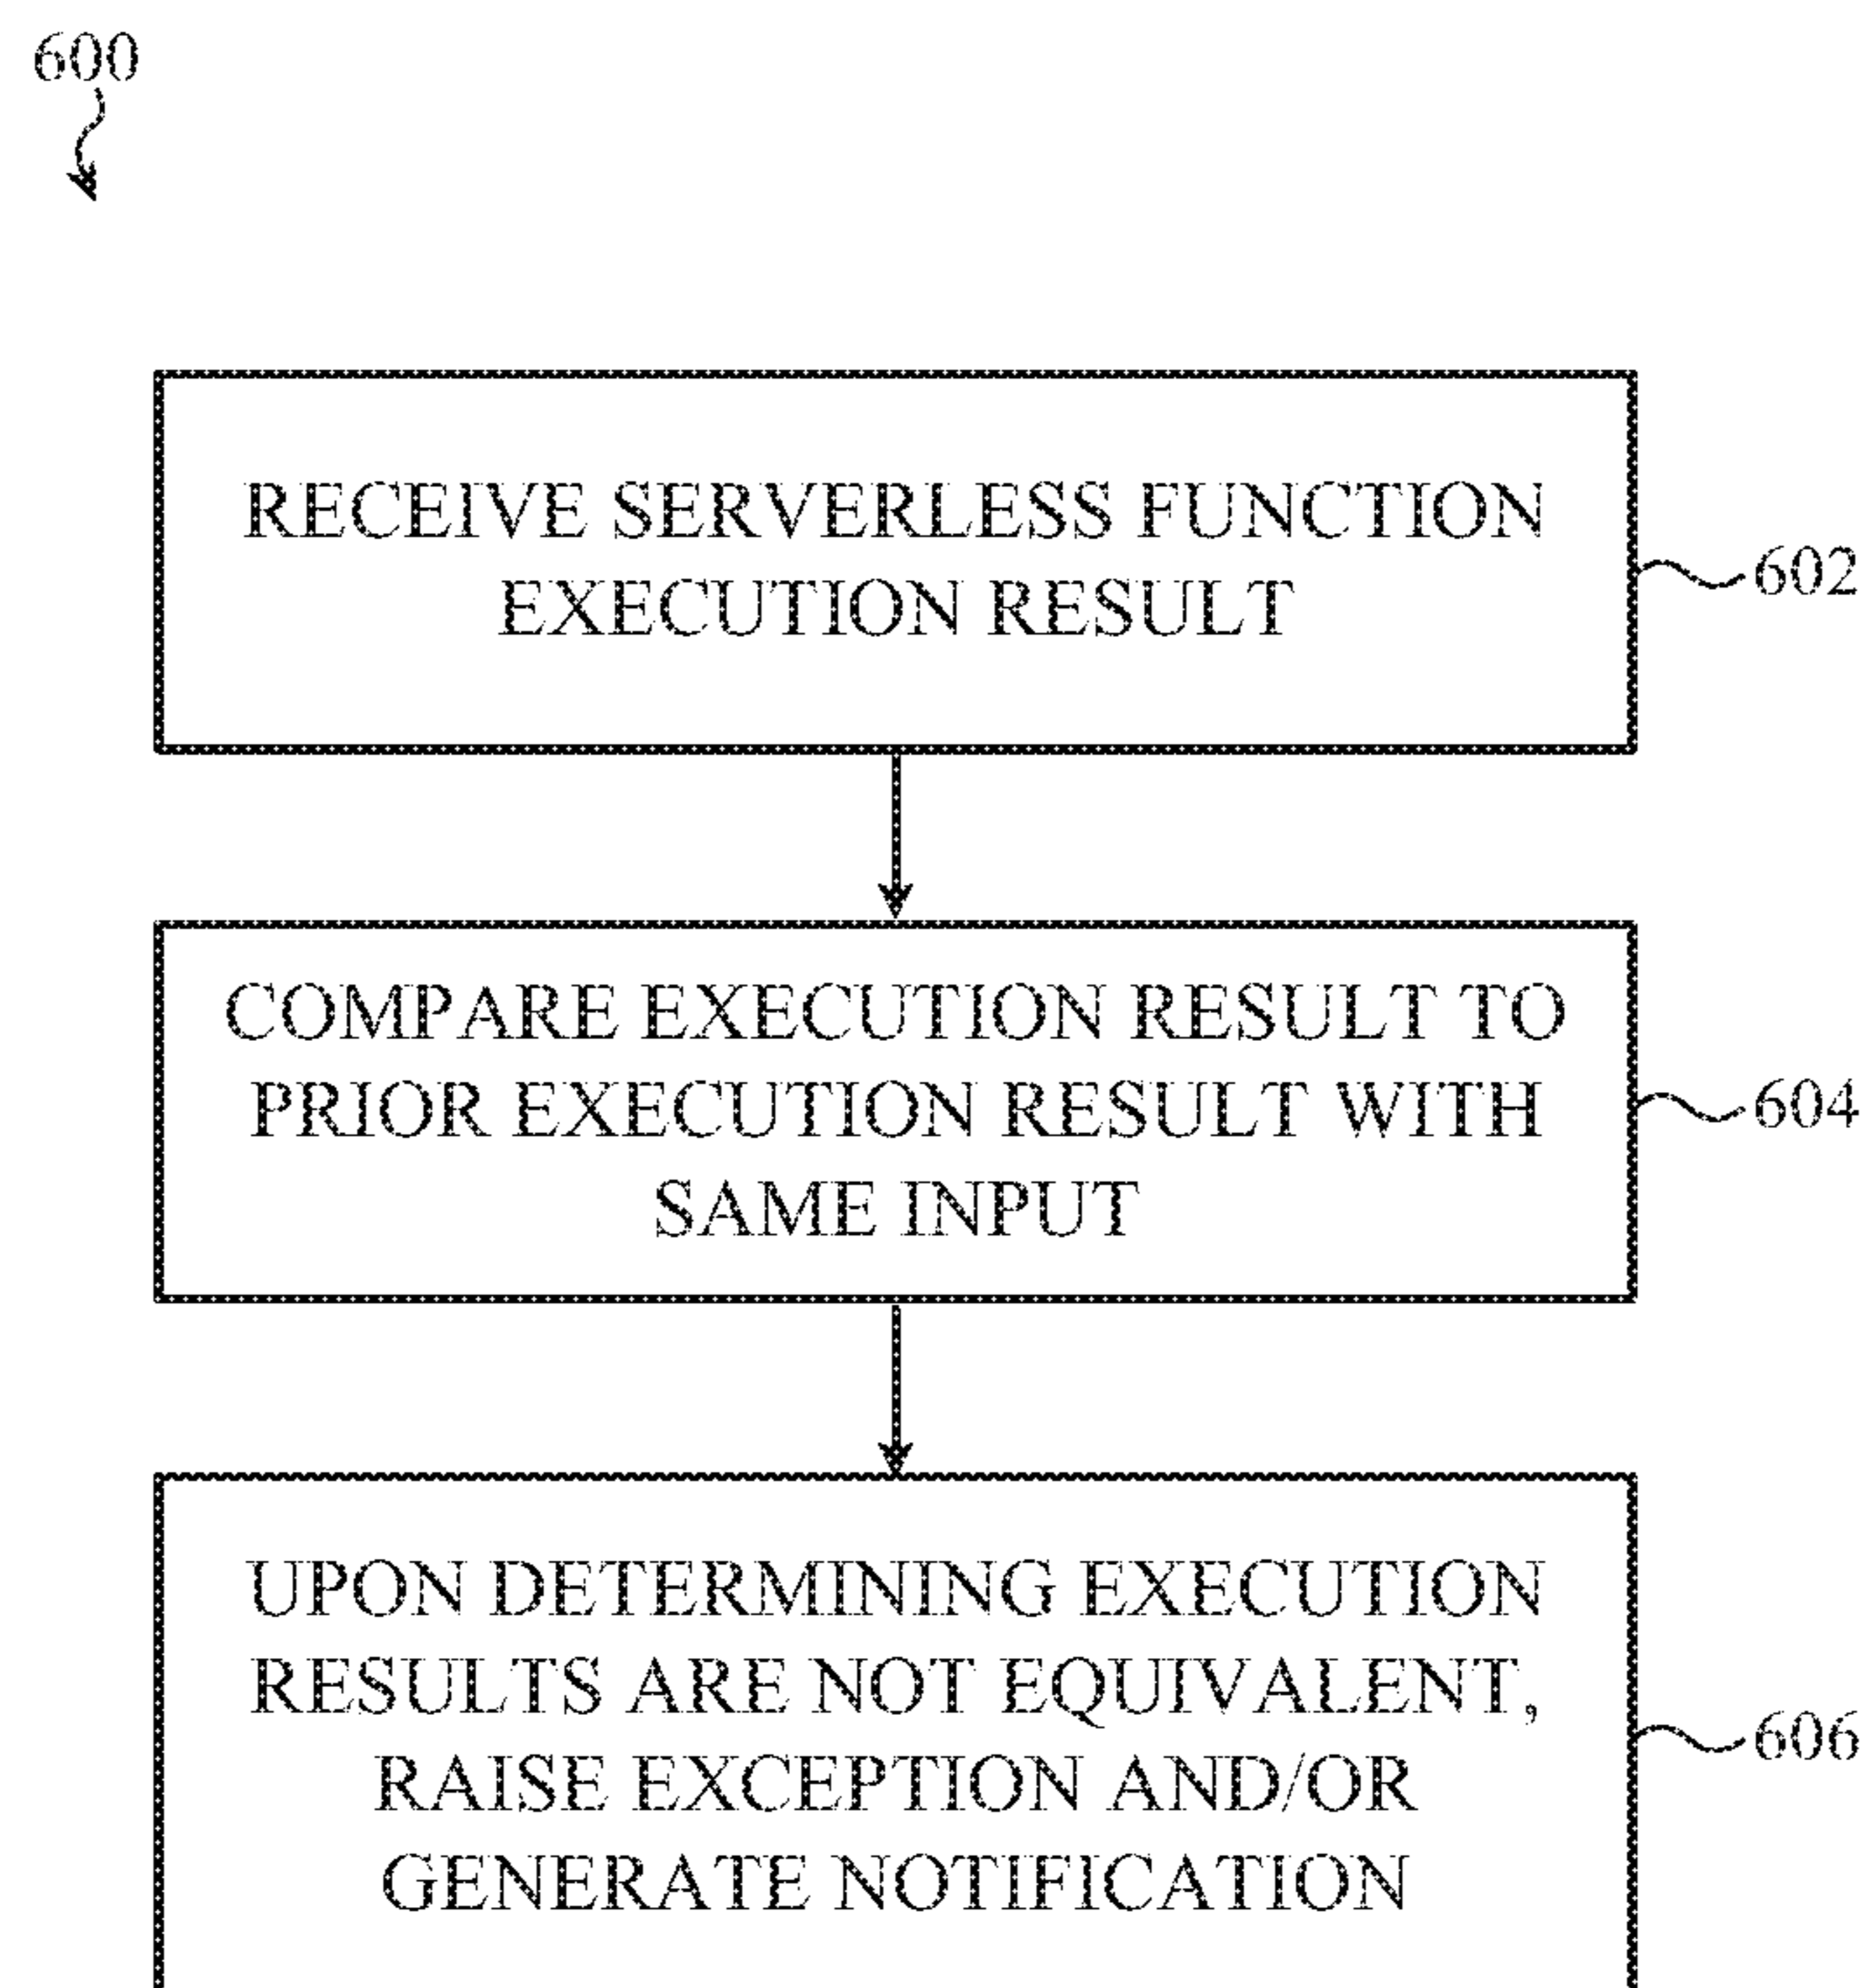 600
RECEIVE SERVERLESS FUNCTION
EXECUTION RESULT
602
COMPARE EXECUTION RESULT TO
PRIOR EXECUTION RESULT WITH
SAME INPUT
604
UPON DETERMINING EXECUTION
RESULTS ARE NOT EQUIVALENT,
RAISE EXCEPTION AND/OR
GENERATE NOTIFICATION
606